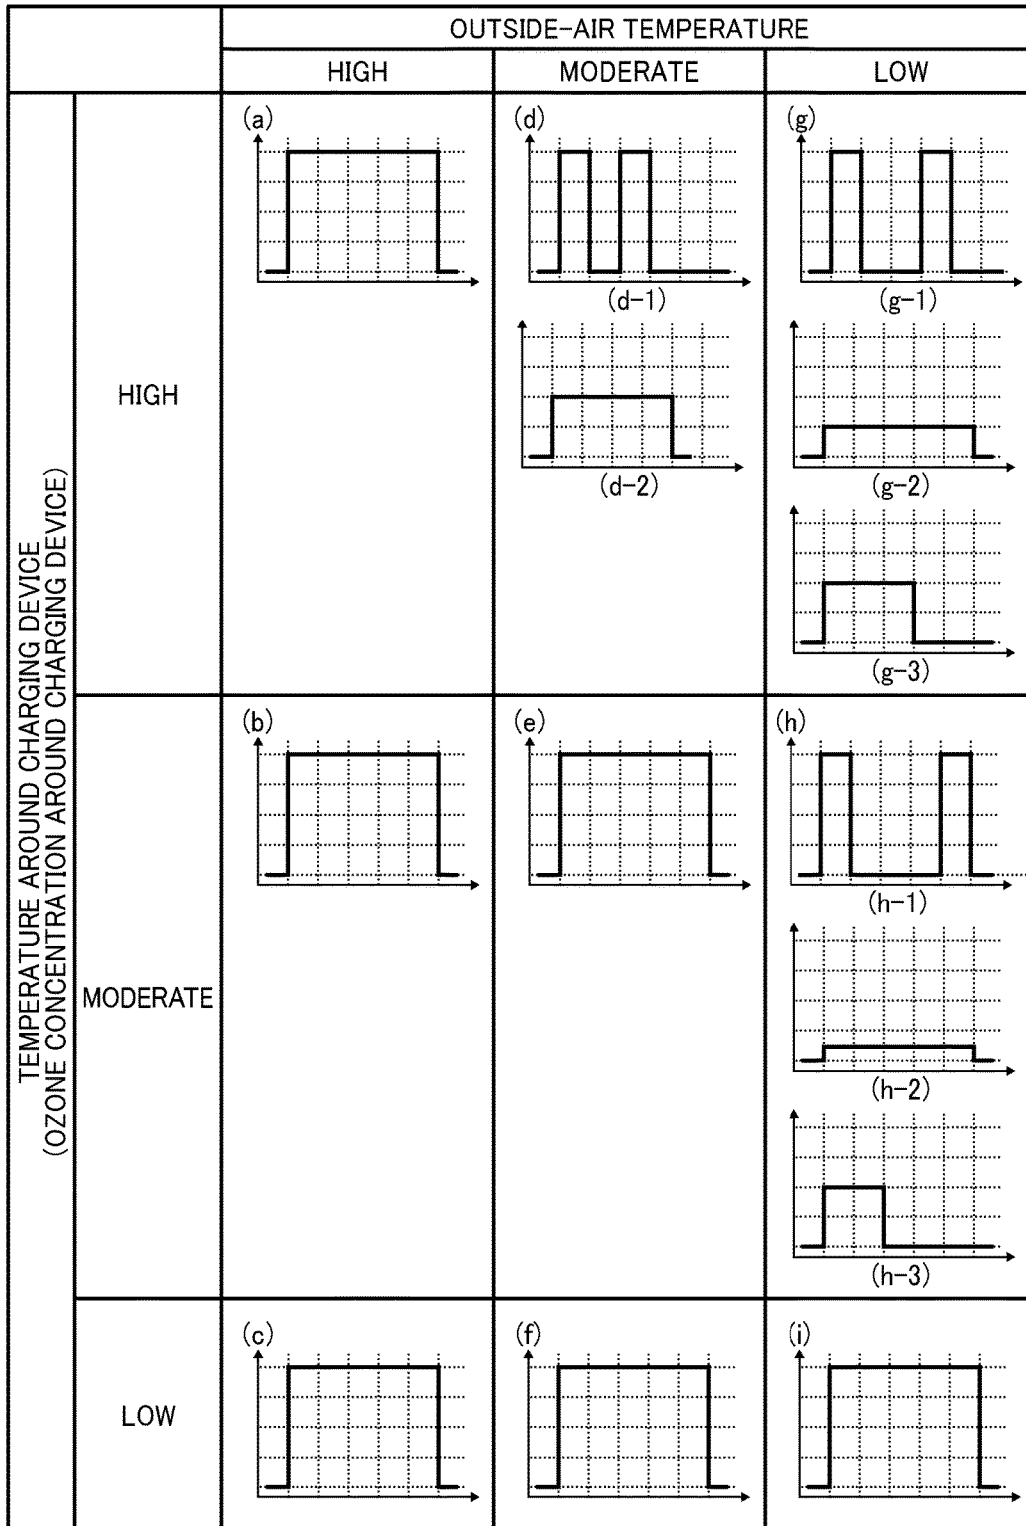 OUTSIDE-AIR TEMPERATURE
HIGH
MODERATE
LOW
TEMPERATURE AROUND CHARGING DEVICE
(OZONE CONCENTRATION AROUND CHARGING DEVICE)
HIGH
(a)
(d)
(d-1)
(d-2)
(g)
(g-1)
(g-2)
(g-3)
MODERATE
(b)
(e)
(h)
(h-1)
(h-2)
(h-3)
LOW
(c)
(f)
(i)